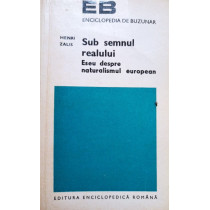 EB
ENCICLOPEDIA DE BUZUNAR
HENRI
ZALIS
Sub semnul
realului
Eseu despre
naturalismul european
EDITURA ENCICLOPEDICĂ ROMÂNĂ